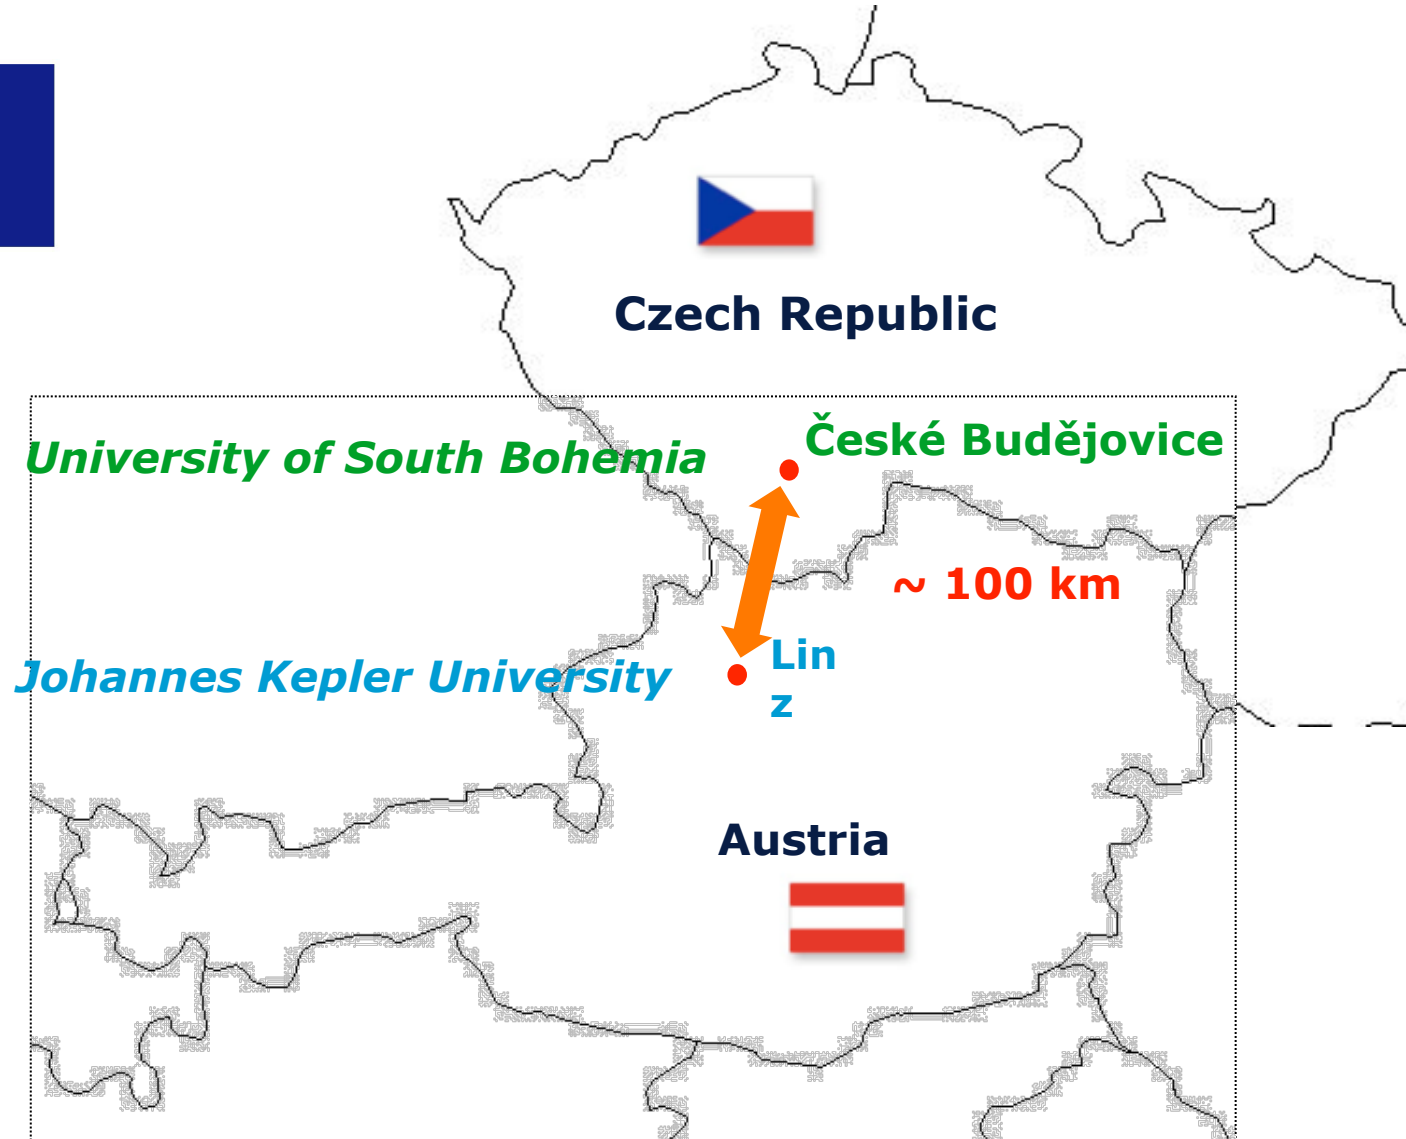 Czech Republic
České Budějovice
University of South Bohemia
~ 100 km
Lin
z
Johannes Kepler University
Austria